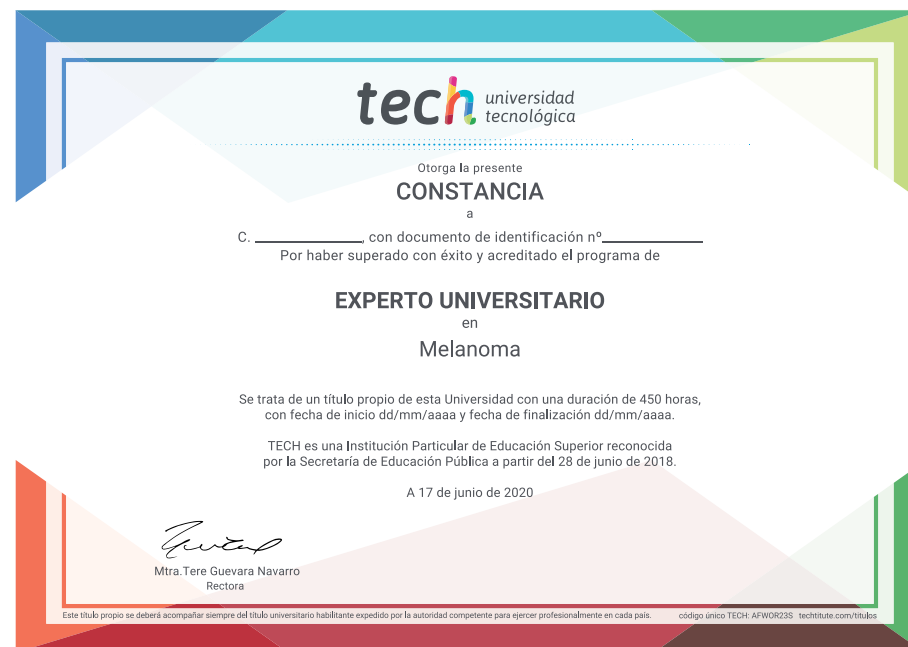 tech universidad
tecnológica
Otorga la presente
CONSTANCIA
a
C. ______________, con documento de identificación nº______________
Por haber superado con éxito y acreditado el programa de
EXPERTO UNIVERSITARIO
en
Melanoma
Se trata de un título propio de esta Universidad con una duración de 450 horas,
con fecha de inicio dd/mm/aaaa y fecha de finalización dd/mm/aaaa.
TECH es una Institución Particular de Educación Superior reconocida
por la Secretaría de Educación Pública a partir del 28 de junio de 2018.
A 17 de junio de 2020
Mtra.Tere Guevara Navarro
Rectora
Este título propio se deberá acompañar siempre del título universitario habilitante expedido por la autoridad competente para ejercer profesionalmente en cada país. código único TECH: AFWOR23S techtitute.com/títulos